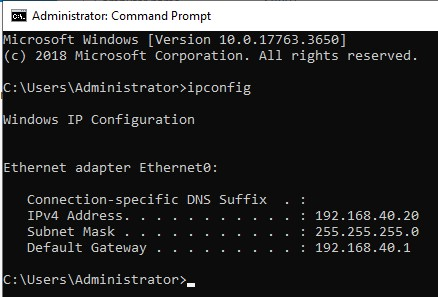 Administrator: Command Prompt
Microsoft Windows [Version 10.0.17763.3650]
(c) 2018 Microsoft Corporation. All rights reserved.
C:\Users\Administrator>ipconfig
Windows IP Configuration
Ethernet adapter Ethernet0:
   Connection-specific DNS Suffix  . :
   IPv4 Address. . . . . . . . . . . : 192.168.40.20
   Subnet Mask . . . . . . . . . . . : 255.255.255.0
   Default Gateway . . . . . . . . . : 192.168.40.1
C:\Users\Administrator>